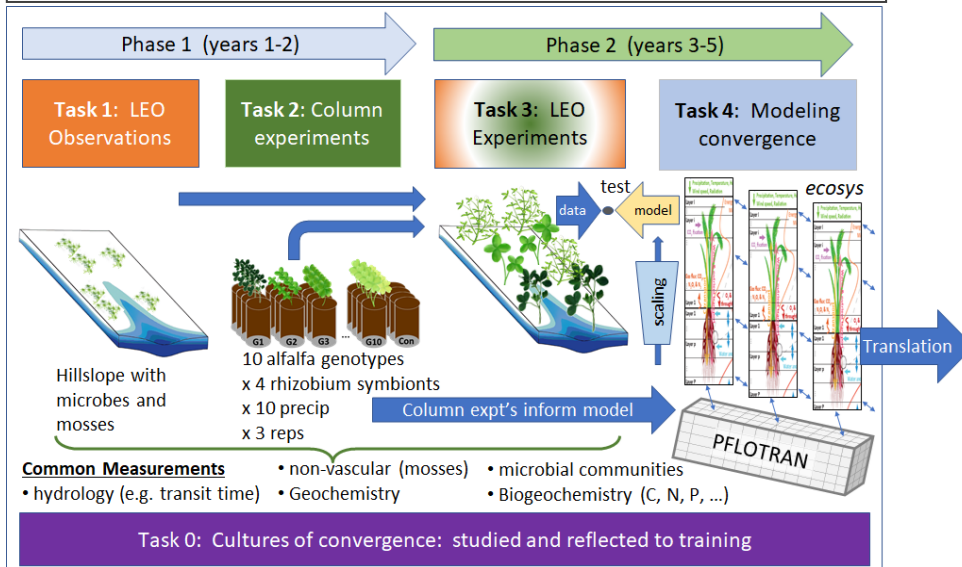 Phase 1 (years 1-2)
Phase 2 (years 3-5)
Task 1: LEO
Observations
Task 2: Column
experiments
Task 3: LEO
Experiments
Task 4: Modeling
convergence
test
data
model
ecosys
scaling
Translation
G1
G2
G3
...
G10
Con
Hillslope with
microbes and
mosses
10 alfalfa genotypes
x 4 rhizobium symbionts
x 10 precip
x 3 reps
Column expt's inform model
PFLOTRAN
Common Measurements
• hydrology (e.g. transit time)
• non-vascular (mosses)
• Geochemistry
• microbial communities
• Biogeochemistry (C, N, P, ...)
Task 0: Cultures of convergence: studied and reflected to training